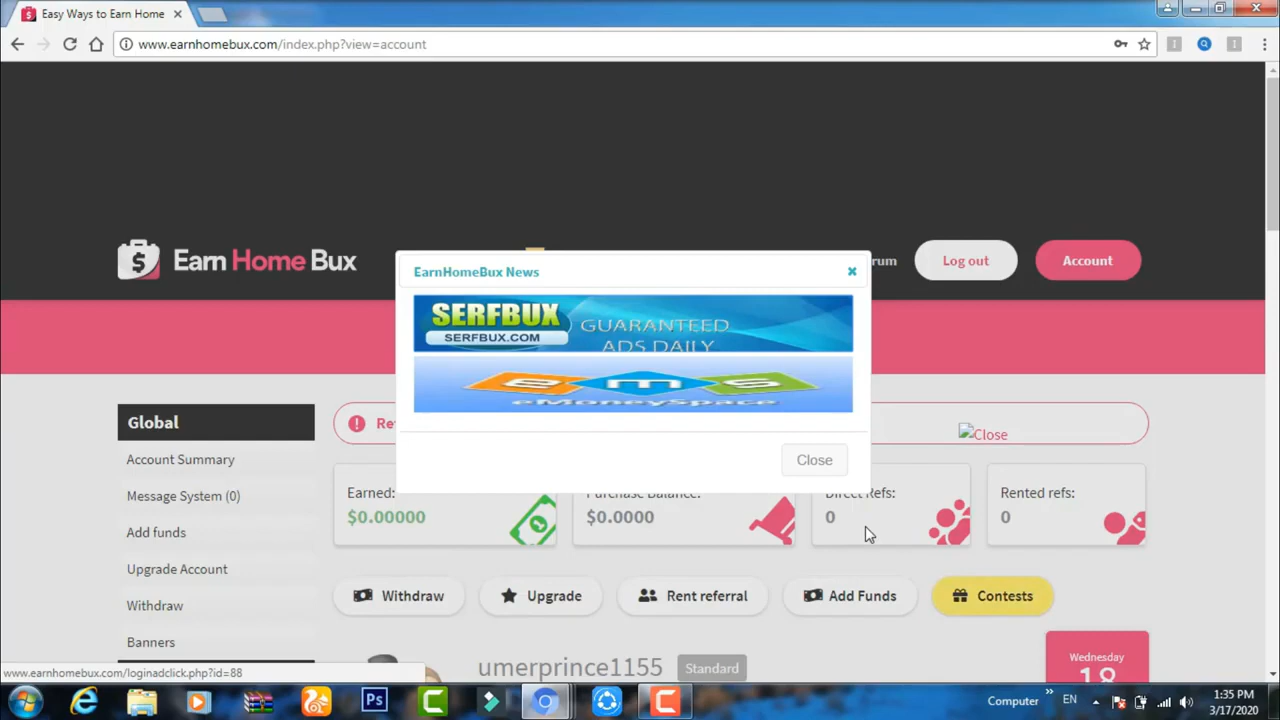 Easy Ways to Earn Home
www.earnhomebux.com/index.php?view=account
$ Earn Home Bux
rum
Log out
Account
EarnHomeBux News
SERFBUX
SERFBUX.COM
GUARANTEED
ADS DAILY
EMS
eMoneySpace
Close
Global
Account Summary
Message System (0)
Add funds
Upgrade Account
Withdraw
Banners
Re
Close
Earned:
$0.00000
Purchase Balance:
$0.0000
Direct Refs:
0
Rented refs:
0
Withdraw
Upgrade
Rent referral
Add Funds
Contests
umerprince1155
Standard
Wednesday
18
www.earnhomebux.com/loginadclick.php?id=88
Ps
Computer
EN
1:35 PM
3/17/2020